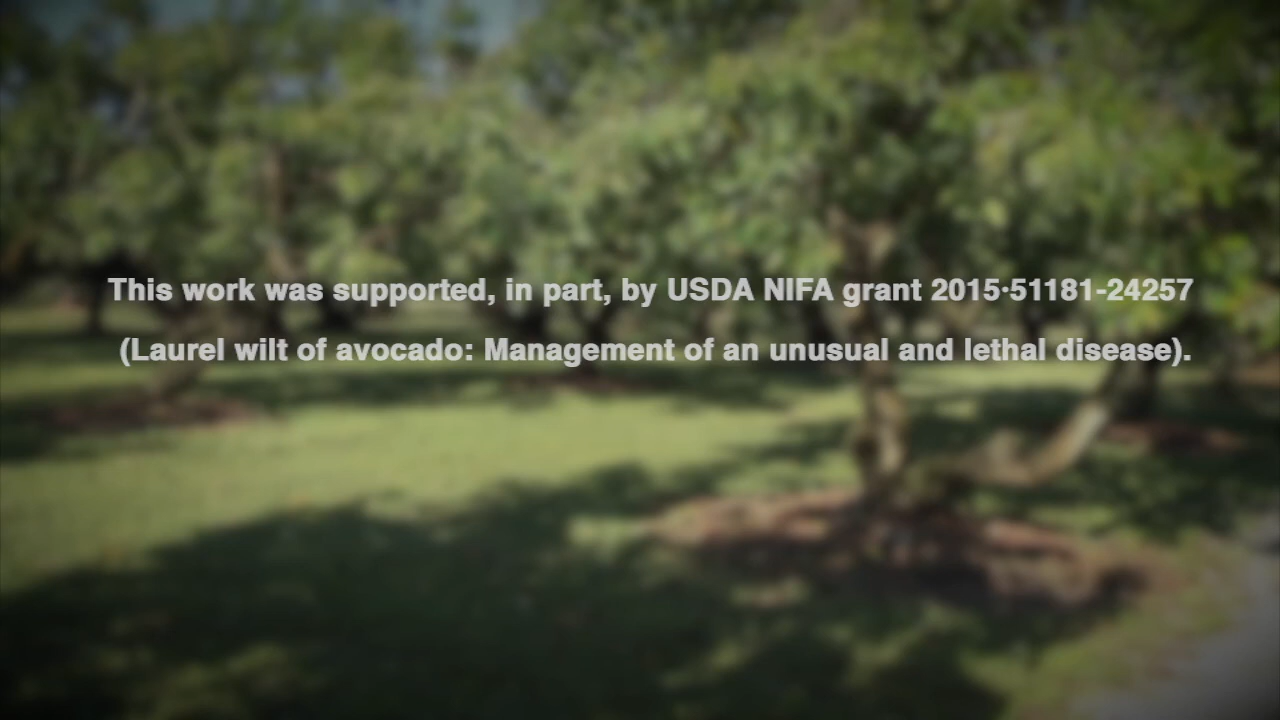 This work was supported, in part, by USDA NIFA grant 2015·51181-24257
(Laurel wilt of avocado: Management of an unusual and lethal disease).